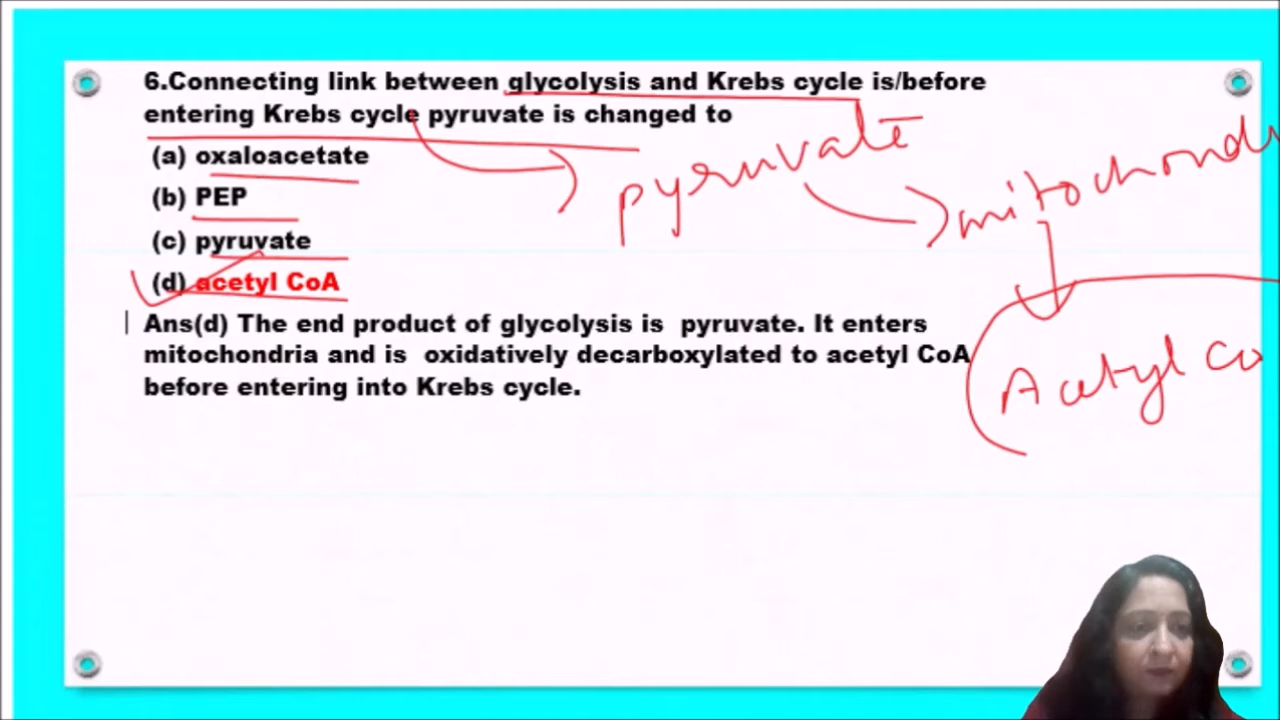 6.Connecting link between glycolysis and Krebs cycle is/before
entering Krebs cycle pyruvate is changed to
(a) oxaloacetate
(b) PEP
(c) pyruvate
(d) acetyl CoA
Ans(d) The end product of glycolysis is pyruvate. It enters
mitochondria and is oxidatively decarboxylated to acetyl CoA
before entering into Krebs cycle.
pyruvate
mitochondr
Acetyl Co